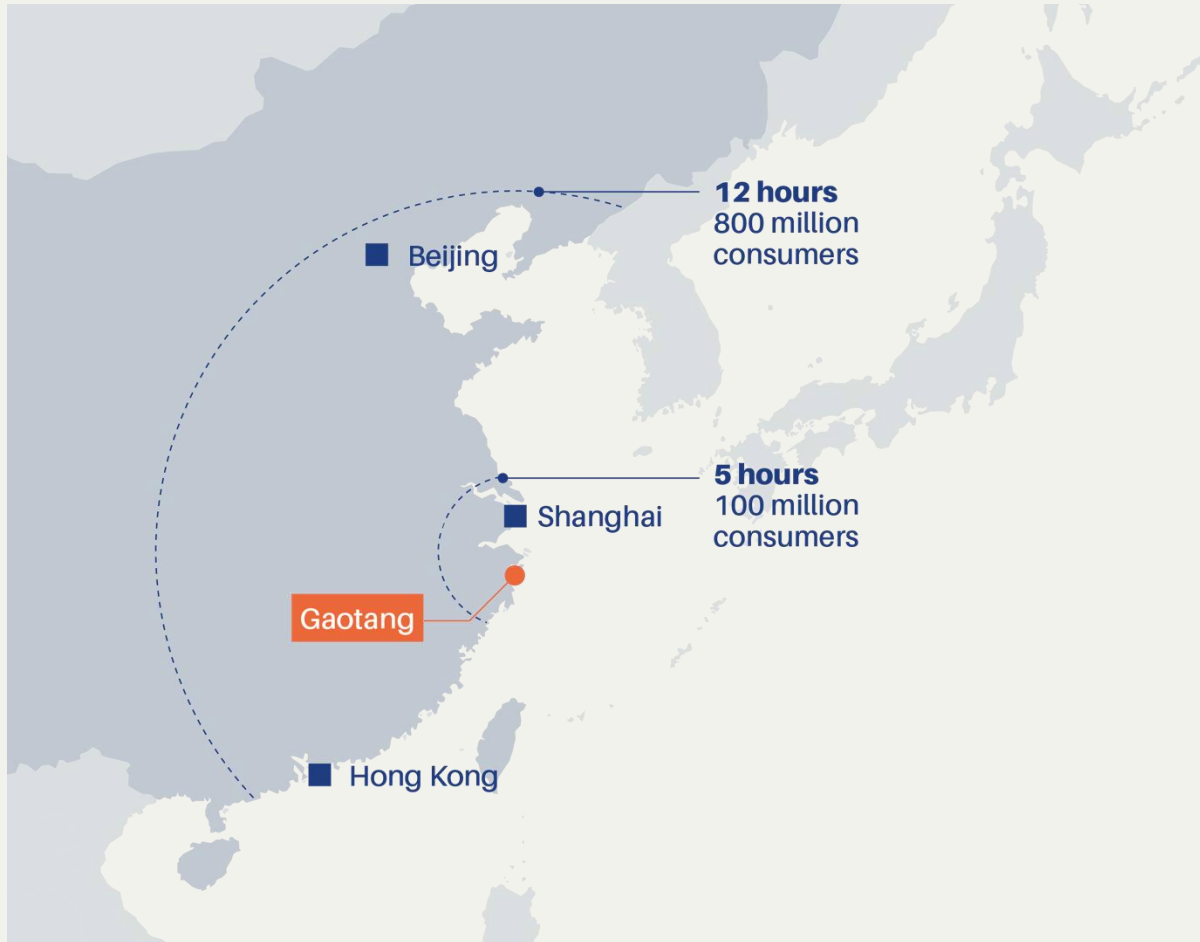 12 hours
800 million
consumers
Beijing
5 hours
100 million
consumers
Shanghai
Gaotang
Hong Kong